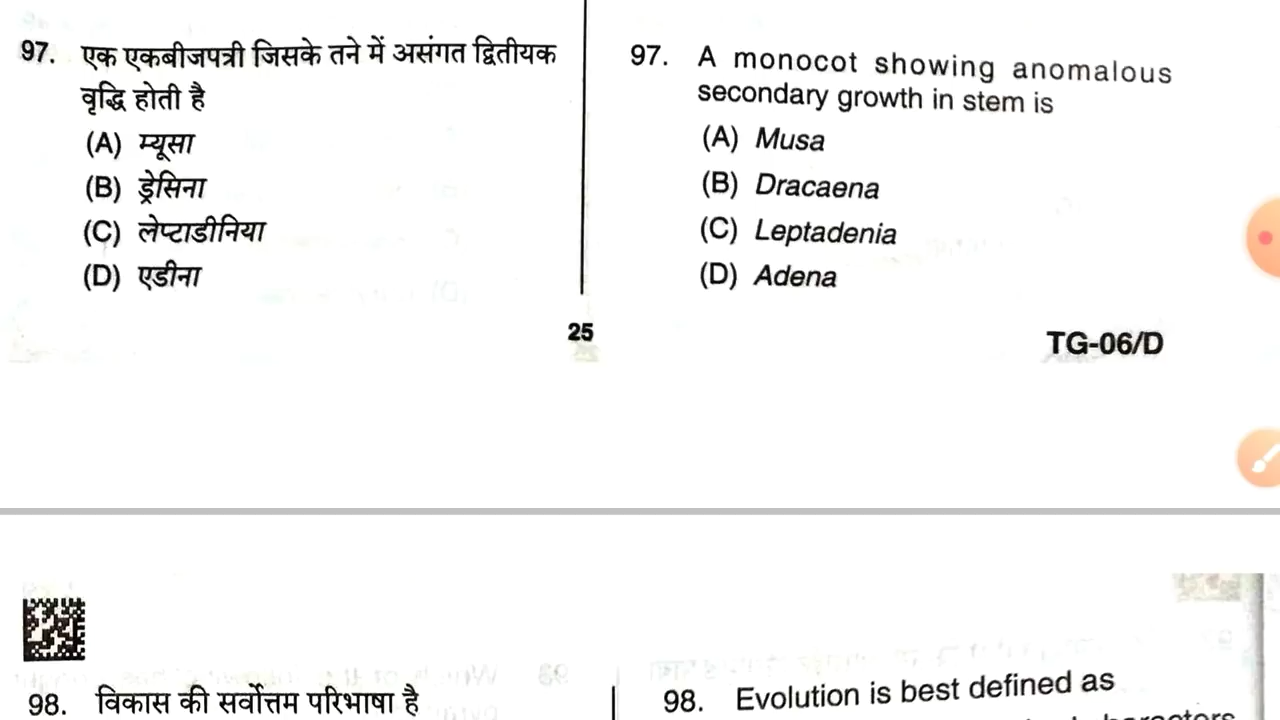 97. एक एकबीजपत्री जिसके तने में असंगत द्वितीयक
वृद्धि होती है
(A) म्यूसा
(B) ड्रेसिना
(C) लेप्टाडीनिया
(D) एडीना
97. A monocot showing anomalous
secondary growth in stem is
(A) Musa
(B) Dracaena
(C) Leptadenia
(D) Adena
25
TG-06/D
98. विकास की सर्वोत्तम परिभाषा है
98. Evolution is best defined as